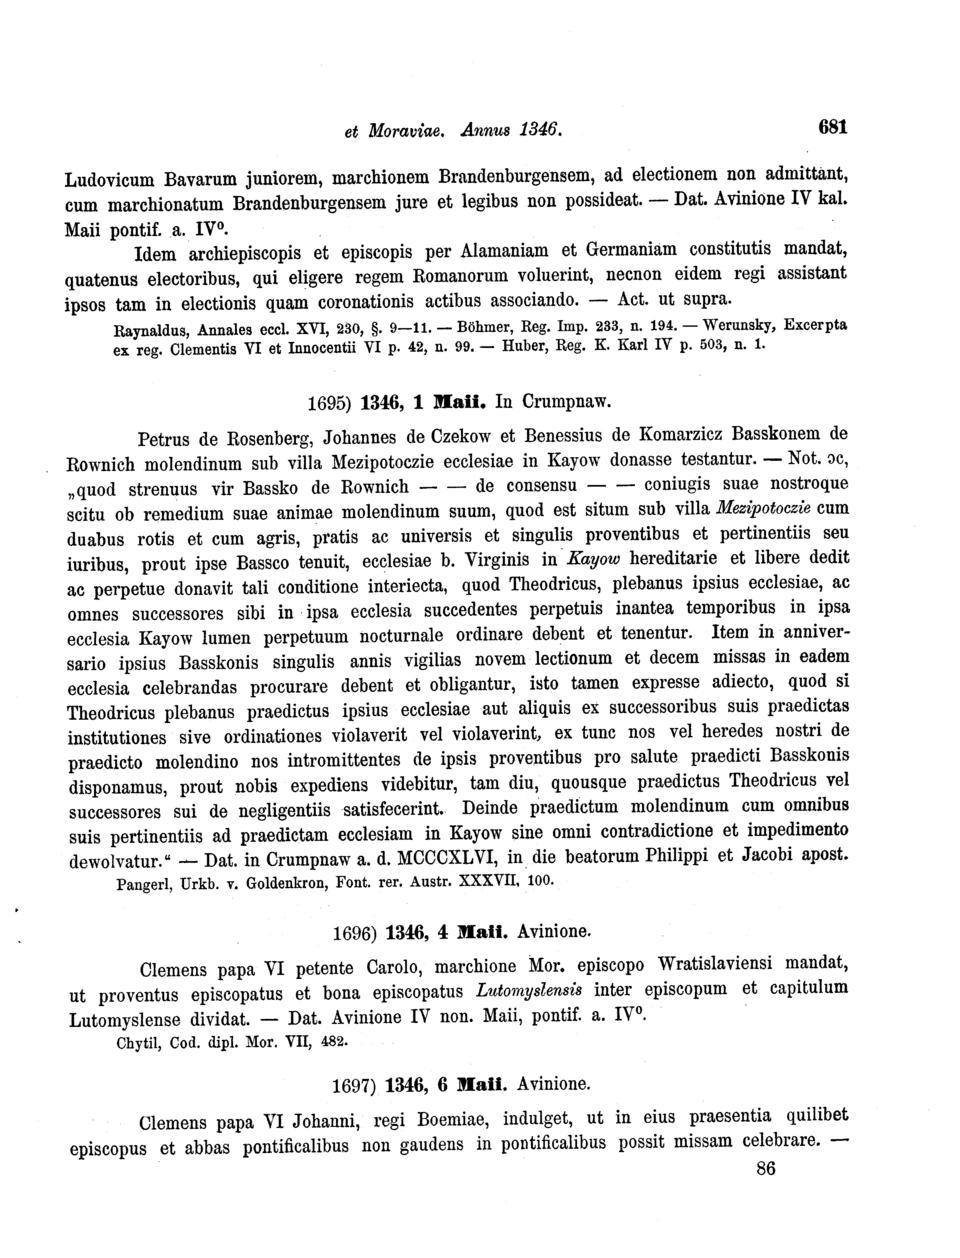 et Moraviae. Annus 1346. 681
Ludovicum Bavarum juniorem, marchionem Brandenburgensem, ad electionem non admittant,
cum marchionatum Brandenburgensem jure et legibus non possideat. — Dat. Avinione IV kal.
Maii pontif. a. IVº.
Idem archiepiscopis et episcopis per Alamaniam et Germaniam constitutis mandat,
quatenus electoribus, qui eligere regem Romanorum voluerint, necnon eidem regi assistant
ipsos tam in electionis quam coronationis actibus associando. — Act. ut supra.
Raynaldus, Annales eccl. XVI, 230, §. 9—11. — Böhmer, Reg. Imp. 233, n. 194. — Werunsky, Excerpta
ex reg. Clementis VI et Innocentii VI p. 42, n. 99. — Huber, Reg. K. Karl IV p. 503, n. 1.
1695) 1346, 1 Maii. In Crumpnaw.
Petrus de Rosenberg, Johannes de Czekow et Benessius de Komarzicz Basskonem de
Rownich molendinum sub villa Mezipotoczie ecclesiae in Kayow donasse testantur. — Not. oc,
„quod strenuus vir Bassko de Rownich — — de consensu — — coniugis suae nostroque
scitu ob remedium suae animae molendinum suum, quod est situm sub villa Mezipotoczie cum
duabus rotis et cum agris, pratis ac universis et singulis proventibus et pertinentiis seu
iuribus, prout ipse Bassco tenuit, ecclesiae b. Virginis in Kayow hereditarie et libere dedit
ac perpetue donavit tali conditione interiecta, quod Theodricus, plebanus ipsius ecclesiae, ac
omnes successores sibi in ipsa ecclesia succedentes perpetuis inantea temporibus in ipsa
ecclesia Kayow lumen perpetuum nocturnale ordinare debent et tenentur. Item in anniver-
sario ipsius Basskonis singulis annis vigilias novem lectionum et decem missas in eadem
ecclesia celebrandas procurare debent et obligantur, isto tamen expresse adiecto, quod si
Theodricus plebanus praedictus ipsius ecclesiae aut aliquis ex successoribus suis praedictas
institutiones sive ordinationes violaverit vel violaverint, ex tunc nos vel heredes nostri de
praedicto molendino nos intromittentes de ipsis proventibus pro salute praedicti Basskonis
disponamus, prout nobis expediens videbitur, tam diu, quousque praedictus Theodricus vel
successores sui de negligentiis satisfecerint. Deinde praedictum molendinum cum omnibus
suis pertinentiis ad praedictam ecclesiam in Kayow sine omni contradictione et impedimento
dewolvatur.“ — Dat. in Crumpnaw a. d. MCCCXLVI, in die beatorum Philippi et Jacobi apost.
Pangerl, Urkb. v. Goldenkron, Font. rer. Austr. XXXVII, 100.
1696) 1346, 4 Maii. Avinione.
Clemens papa VI petente Carolo, marchione Mor. episcopo Wratislaviensi mandat,
ut proventus episcopatus et bona episcopatus Lutomyslensis inter episcopum et capitulum
Lutomyslense dividat. — Dat. Avinione IV non. Maii, pontif. a. IVº.
Chytil, Cod. dipl. Mor. VII, 482.
1697) 1346, 6 Maii. Avinione.
Clemens papa VI Johanni, regi Boemiae, indulget, ut in eius praesentia quilibet
episcopus et abbas pontificalibus non gaudens in pontificalibus possit missam celebrare. —
86